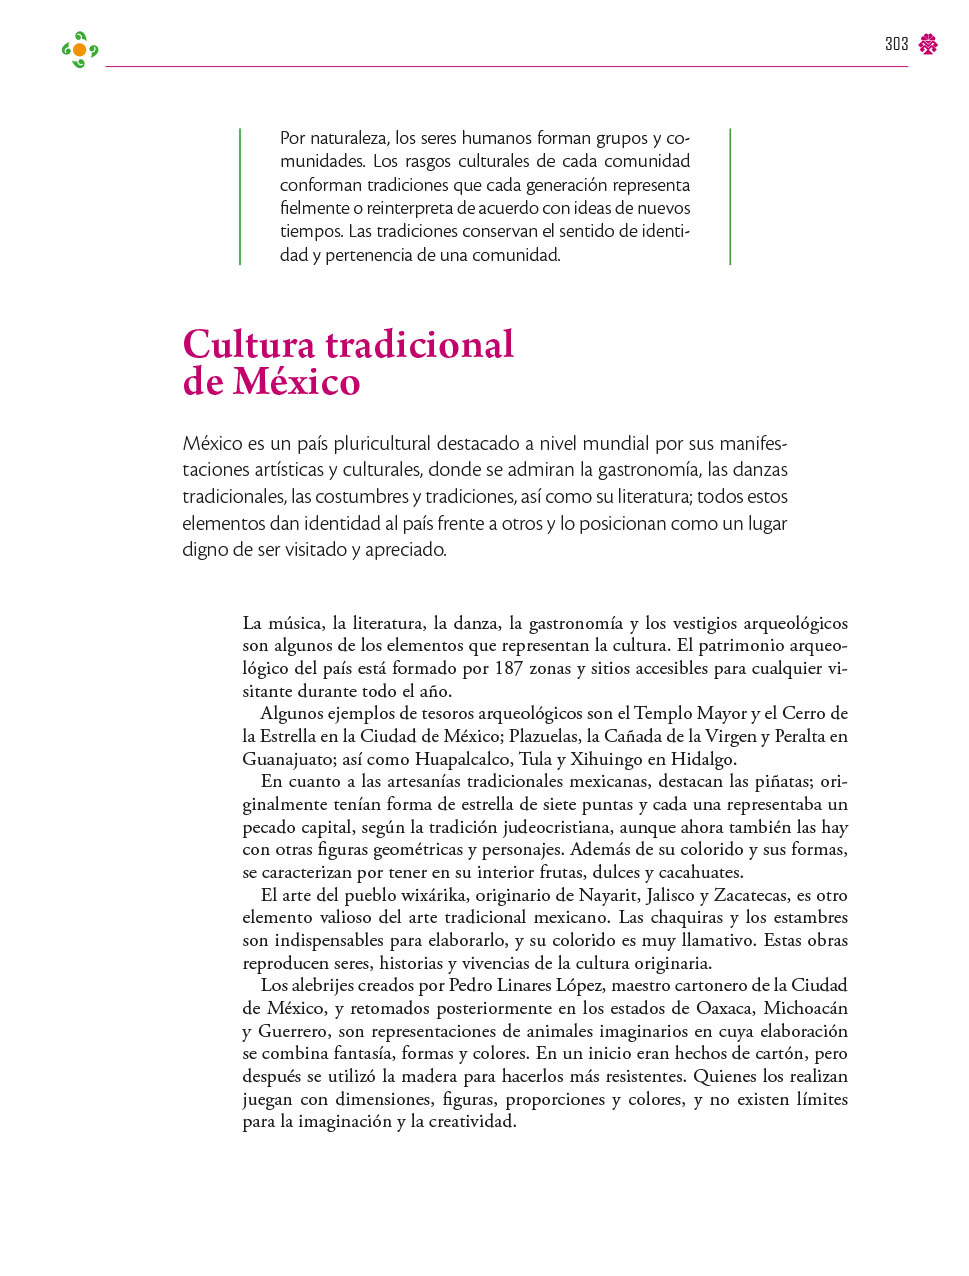 303
Por naturaleza, los seres humanos forman grupos y co-
munidades. Los rasgos culturales de cada comunidad
conforman tradiciones que cada generación representa
fielmente o reinterpreta de acuerdo con ideas de nuevos
tiempos. Las tradiciones conservan el sentido de identi-
dad y pertenencia de una comunidad.
Cultura tradicional
de México
México es un país pluricultural destacado a nivel mundial por sus manifes-
taciones artísticas y culturales, donde se admiran la gastronomía, las danzas
tradicionales, las costumbres y tradiciones, así como su literatura; todos estos
elementos dan identidad al país frente a otros y lo posicionan como un lugar
digno de ser visitado y apreciado.
La música, la literatura, la danza, la gastronomía y los vestigios arqueológicos
son algunos de los elementos que representan la cultura. El patrimonio arqueo-
lógico del país está formado por 187 zonas y sitios accesibles para cualquier vi-
sitante durante todo el año.
Algunos ejemplos de tesoros arqueológicos son el Templo Mayor y el Cerro de
la Estrella en la Ciudad de México; Plazuelas, la Cañada de la Virgen y Peralta en
Guanajuato; así como Huapalcalco, Tula y Xihuingo en Hidalgo.
En cuanto a las artesanías tradicionales mexicanas, destacan las piñatas; ori-
ginalmente tenían forma de estrella de siete puntas y cada una representaba un
pecado capital, según la tradición judeocristiana, aunque ahora también las hay
con otras figuras geométricas y personajes. Además de su colorido y sus formas,
se caracterizan por tener en su interior frutas, dulces y cacahuates.
El arte del pueblo wixárika, originario de Nayarit, Jalisco y Zacatecas, es otro
elemento valioso del arte tradicional mexicano. Las chaquiras y los estambres
son indispensables para elaborarlo, y su colorido es muy llamativo. Estas obras
reproducen seres, historias y vivencias de la cultura originaria.
Los alebrijes creados por Pedro Linares López, maestro cartonero de la Ciudad
de México, y retomados posteriormente en los estados de Oaxaca, Michoacán
y Guerrero, son representaciones de animales imaginarios en cuya elaboración
se combina fantasía, formas y colores. En un inicio eran hechos de cartón, pero
después se utilizó la madera para hacerlos más resistentes. Quienes los realizan
juegan con dimensiones, figuras, proporciones y colores, y no existen límites
para la imaginación y la creatividad.